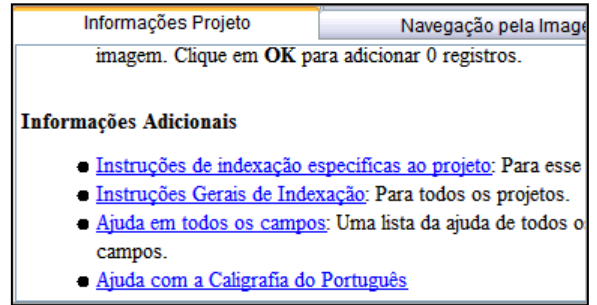 Informações Projeto
Navegação pela Image
imagem. Clique em OK para adicionar 0 registros.
Informações Adicionais
Instruções de indexação específicas ao projeto: Para esse
Instruções Gerais de Indexação: Para todos os projetos.
Ajuda em todos os campos: Uma lista da ajuda de todos o
campos.
Ajuda com a Caligrafia do Português